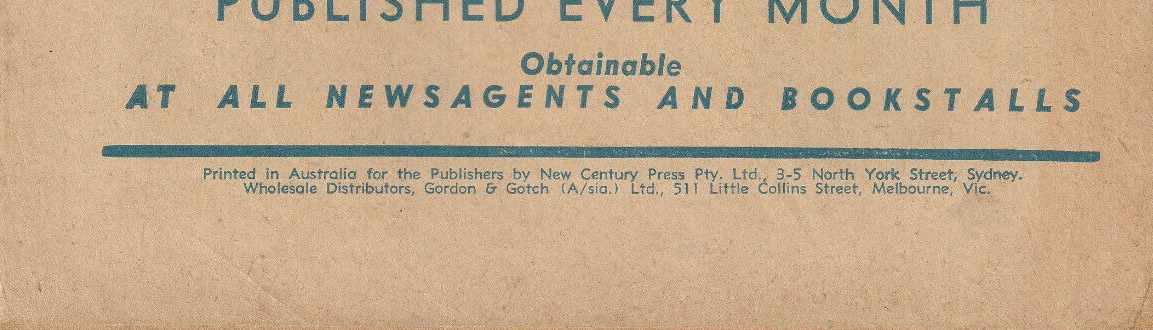 PUBLISHED EVERY MONTH
Obtainable
AT ALL NEWSAGENTS AND BOOKSTALLS
Printed in Australia for the Publishers by New Century Press Pty. Ltd., 3-5 North York Street, Sydney.
Wholesale Distributors, Gordon & Gotch (A/sia.) Ltd., 511 Little Collins Street, Melbourne, Vic.